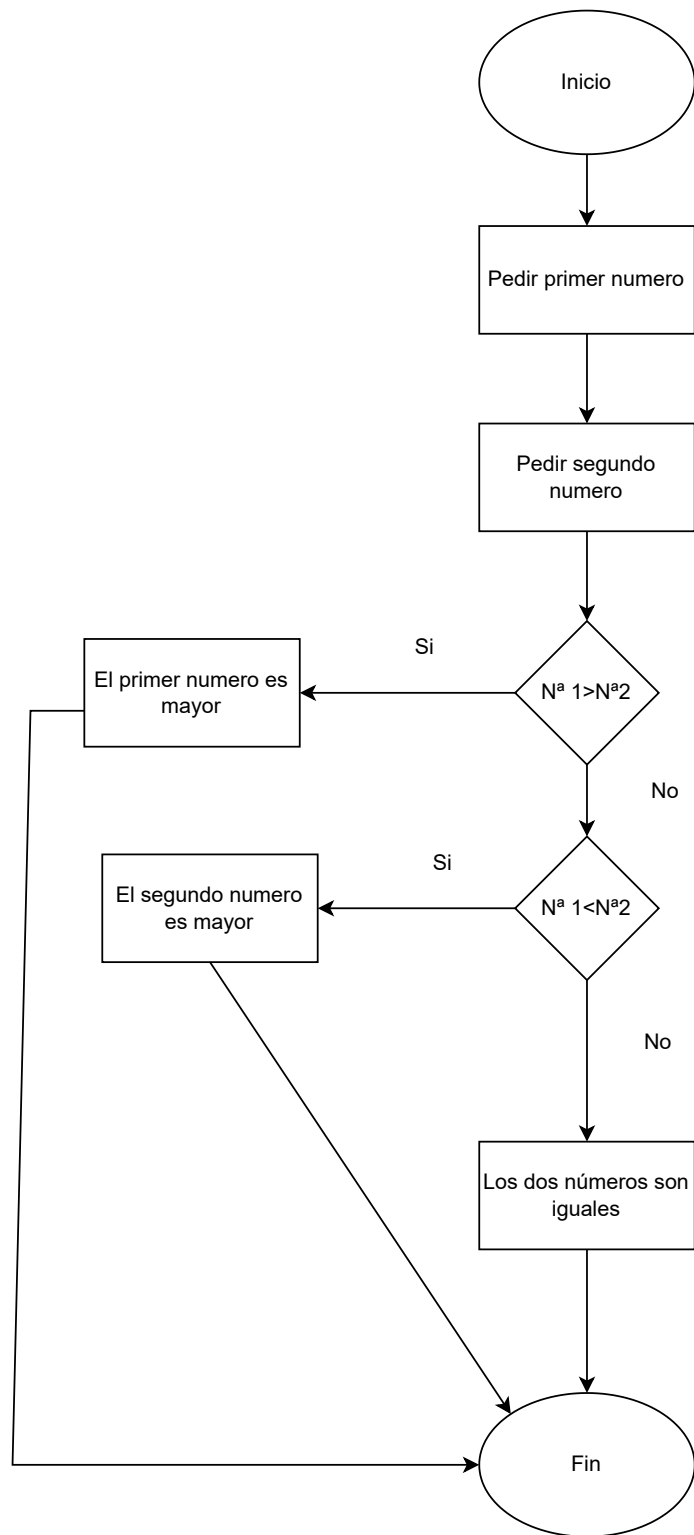 Inicio
Pedir primer numero
Pedir segundo
numero
Si
El primer numero es
mayor
Nª 1>Nª2
No
Si
El segundo numero
es mayor
Nª 1<Nª2
No
Los dos números son
iguales
Fin